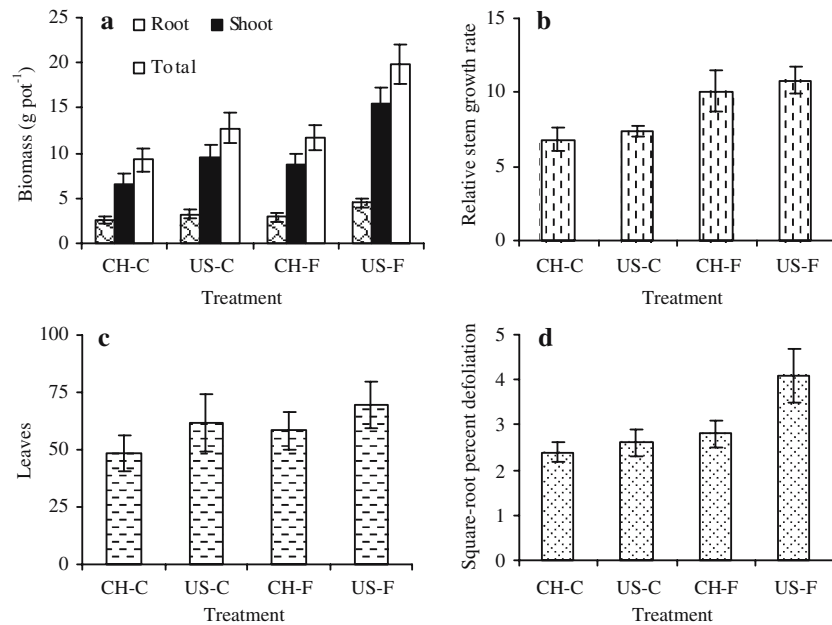 a
Root Shoot
Total
Biomass (g pot⁻¹)
25
20
15
10
5
0
CH-C US-C CH-F US-F
Treatment
b
Relative stem growth rate
15
10
5
0
CH-C US-C CH-F US-F
Treatment
c
Leaves
100
75
50
25
0
CH-C US-C CH-F US-F
Treatment
d
Square-root percent defoliation
5
4
3
2
1
0
CH-C US-C CH-F US-F
Treatment